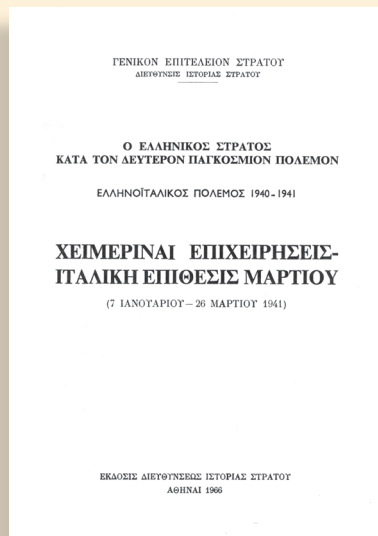 ΓΕΝΙΚΟΝ ΕΠΙΤΕΛΕΙΟΝ ΣΤΡΑΤΟΥ
ΔΙΕΥΘΥΝΣΙΣ ΙΣΤΟΡΙΑΣ ΣΤΡΑΤΟΥ
Ο ΕΛΛΗΝΙΚΟΣ ΣΤΡΑΤΟΣ
ΚΑΤΑ ΤΟΝ ΔΕΥΤΕΡΟΝ ΠΑΓΚΟΣΜΙΟΝ ΠΟΛΕΜΟΝ
ΕΛΛΗΝΟΪΤΑΛΙΚΟΣ ΠΟΛΕΜΟΣ 1940-1941
ΧΕΙΜΕΡΙΝΑΙ ΕΠΙΧΕΙΡΗΣΕΙΣ-
ΙΤΑΛΙΚΗ ΕΠΙΘΕΣΙΣ ΜΑΡΤΙΟΥ
(7 ΙΑΝΟΥΑΡΙΟΥ — 26 ΜΑΡΤΙΟΥ 1941)
ΕΚΔΟΣΙΣ ΔΙΕΥΘΥΝΣΕΩΣ ΙΣΤΟΡΙΑΣ ΣΤΡΑΤΟΥ
ΑΘΗΝΑΙ 1966